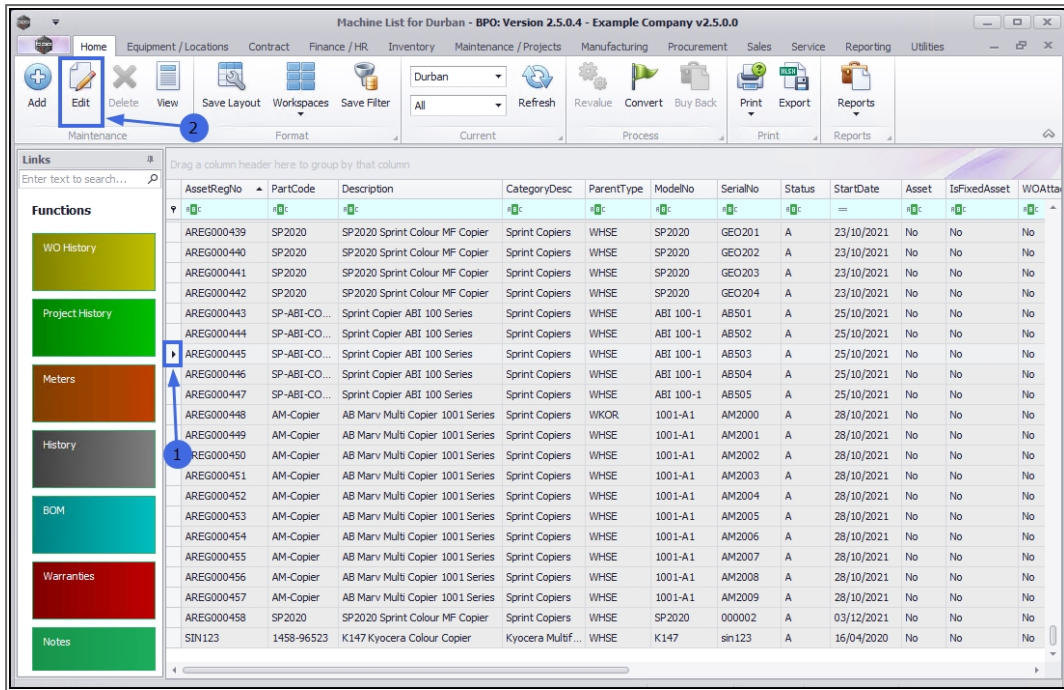 Machine List for Durban - BPO: Version 2.5.0.4 - Example Company v2.5.0.0
Home Equipment / Locations Contract Finance / HR Inventory Maintenance / Projects Manufacturing Procurement Sales Service Reporting Utilities
Add Edit Delete View Save Layout Workspaces Save Filter Durban All Refresh Revalue Convert Buy Back Print Export Reports
Maintenance Format Current Process Print Reports
2
Links
Enter text to search...
Functions
WO History
Project History
Meters
History
BOM
Warranties
Notes
1
Drag a column header here to group by that column
AssetRegNo PartCode Description CategoryDesc ParentType ModelNo SerialNo Status StartDate Asset IsFixedAsset WOAttac
AREG000439 SP2020 SP2020 Sprint Colour MF Copier Sprint Copiers WHSE SP2020 GEO201 A 23/10/2021 No No No
AREG000440 SP2020 SP2020 Sprint Colour MF Copier Sprint Copiers WHSE SP2020 GEO202 A 23/10/2021 No No No
AREG000441 SP2020 SP2020 Sprint Colour MF Copier Sprint Copiers WHSE SP2020 GEO203 A 23/10/2021 No No No
AREG000442 SP2020 SP2020 Sprint Colour MF Copier Sprint Copiers WHSE SP2020 GEO204 A 23/10/2021 No No No
AREG000443 SP-ABI-CO... Sprint Copier ABI 100 Series Sprint Copiers WHSE ABI 100-1 AB501 A 25/10/2021 No No No
AREG000444 SP-ABI-CO... Sprint Copier ABI 100 Series Sprint Copiers WHSE ABI 100-1 AB502 A 25/10/2021 No No No
AREG000445 SP-ABI-CO... Sprint Copier ABI 100 Series Sprint Copiers WHSE ABI 100-1 AB503 A 25/10/2021 No No No
AREG000446 SP-ABI-CO... Sprint Copier ABI 100 Series Sprint Copiers WHSE ABI 100-1 AB504 A 25/10/2021 No No No
AREG000447 SP-ABI-CO... Sprint Copier ABI 100 Series Sprint Copiers WHSE ABI 100-1 AB505 A 25/10/2021 No No No
AREG000448 AM-Copier AB Marv Multi Copier 1001 Series Sprint Copiers WKOR 1001-A1 AM2000 A 28/10/2021 No No No
AREG000449 AM-Copier AB Marv Multi Copier 1001 Series Sprint Copiers WHSE 1001-A1 AM2001 A 28/10/2021 No No No
REG000450 AM-Copier AB Marv Multi Copier 1001 Series Sprint Copiers WHSE 1001-A1 AM2002 A 28/10/2021 No No No
AREG000451 AM-Copier AB Marv Multi Copier 1001 Series Sprint Copiers WHSE 1001-A1 AM2003 A 28/10/2021 No No No
AREG000452 AM-Copier AB Marv Multi Copier 1001 Series Sprint Copiers WHSE 1001-A1 AM2004 A 28/10/2021 No No No
AREG000453 AM-Copier AB Marv Multi Copier 1001 Series Sprint Copiers WHSE 1001-A1 AM2005 A 28/10/2021 No No No
AREG000454 AM-Copier AB Marv Multi Copier 1001 Series Sprint Copiers WHSE 1001-A1 AM2006 A 28/10/2021 No No No
AREG000455 AM-Copier AB Marv Multi Copier 1001 Series Sprint Copiers WHSE 1001-A1 AM2007 A 28/10/2021 No No No
AREG000456 AM-Copier AB Marv Multi Copier 1001 Series Sprint Copiers WHSE 1001-A1 AM2008 A 28/10/2021 No No No
AREG000457 AM-Copier AB Marv Multi Copier 1001 Series Sprint Copiers WHSE 1001-A1 AM2009 A 28/10/2021 No No No
AREG000458 SP2020 SP2020 Sprint Colour MF Copier Sprint Copiers WHSE SP2020 000002 A 03/12/2021 No No No
SIN123 1458-96523 K147 Kyocera Colour Copier Kyocera Multif... WHSE K147 sin123 A 16/04/2020 No No No